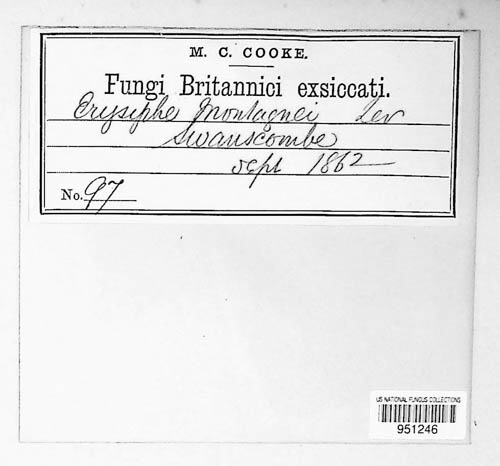 M. C. COOKE.
Fungi Britannici exsiccati.
Erysiphe Montagnei Lev
Swanscombe
Sept 1862
No. 97
US NATIONAL FUNGUS COLLECTIONS
951246